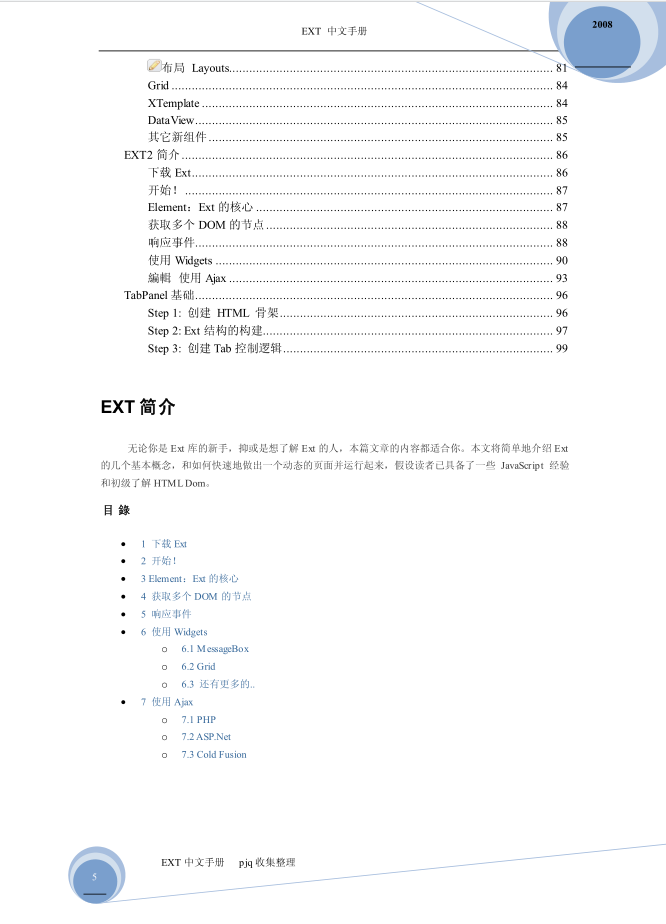 EXT 中文手册
2008
布局 Layouts................................................................................................ 81
Grid ................................................................................................................ 84
XTemplate ........................................................................................................ 84
DataView.......................................................................................................... 85
其它新组件 ...................................................................................................... 85
EXT2 简介 ............................................................................................................... 86
下载 Ext........................................................................................................... 86
开始！ ............................................................................................................. 87
Element：Ext 的核心 ........................................................................................ 87
获取多个 DOM 的节点 ..................................................................................... 88
响应事件.......................................................................................................... 88
使用 Widgets .................................................................................................... 90
編輯 使用 Ajax ................................................................................................ 93
TabPanel 基础.......................................................................................................... 96
Step 1: 创建 HTML 骨架................................................................................. 96
Step 2: Ext 结构的构建...................................................................................... 97
Step 3: 创建 Tab 控制逻辑................................................................................ 99
EXT 简介
无论你是 Ext 库的新手，抑或是想了解 Ext 的人，本篇文章的内容都适合你。本文将简单地介绍 Ext
的几个基本概念，和如何快速地做出一个动态的页面并运行起来，假设读者已具备了一些 JavaScript 经验
和初级了解 HTML Dom。
目 錄
● 1 下载 Ext
● 2 开始！
● 3 Element：Ext 的核心
● 4 获取多个 DOM 的节点
● 5 响应事件
● 6 使用 Widgets
o 6.1 MessageBox
o 6.2 Grid
o 6.3 还有更多的..
● 7 使用 Ajax
o 7.1 PHP
o 7.2 ASP.Net
o 7.3 Cold Fusion
EXT 中文手册 pjq 收集整理
5